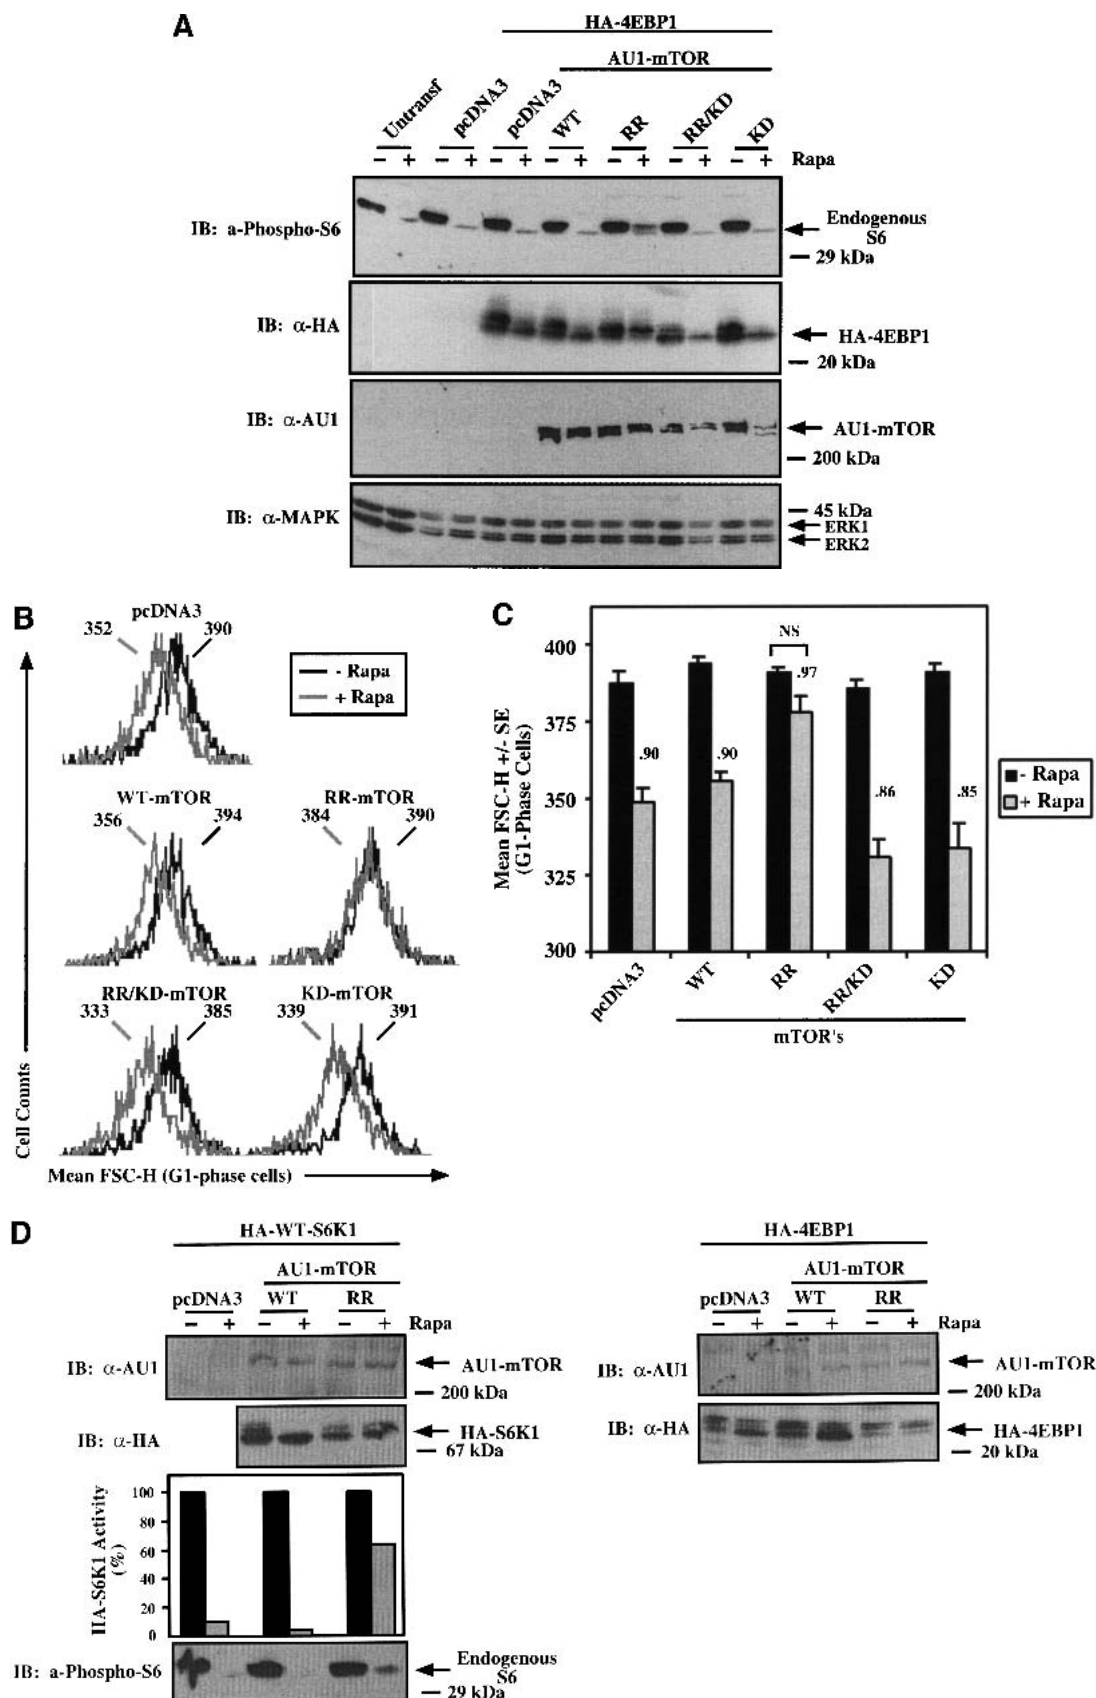 A
HA-4EBP1
AU1-mTOR
Untransf
pcDNA3
pcDNA3
WT
RR
RR/KD
KD
− + − + − + − + − + − + − + Rapa
IB: a-Phospho-S6
Endogenous
S6
29 kDa
IB: α-HA
HA-4EBP1
20 kDa
IB: α-AU1
AU1-mTOR
200 kDa
IB: α-MAPK
45 kDa
ERK1
ERK2
B
pcDNA3
352 390
- Rapa
+ Rapa
WT-mTOR
356 394
RR-mTOR
384 390
RR/KD-mTOR
333 385
KD-mTOR
339 391
Cell Counts
Mean FSC-H (G1-phase cells)
C
Mean FSC-H +/- SE
(G1-Phase Cells)
400
375
350
325
300
NS
.90
.90
.97
.86
.85
- Rapa
+ Rapa
pcDNA3
WT
RR
RR/KD
KD
mTOR's
D
HA-WT-S6K1
AU1-mTOR
pcDNA3 WT RR
− + − + − + Rapa
IB: α-AU1
AU1-mTOR
200 kDa
IB: α-HA
HA-S6K1
67 kDa
HA-S6K1 Activity
(%)
100
80
60
40
20
0
IB: a-Phospho-S6
Endogenous
S6
29 kDa
HA-4EBP1
AU1-mTOR
pcDNA3 WT RR
− + − + − + Rapa
IB: α-AU1
AU1-mTOR
200 kDa
IB: α-HA
HA-4EBP1
20 kDa